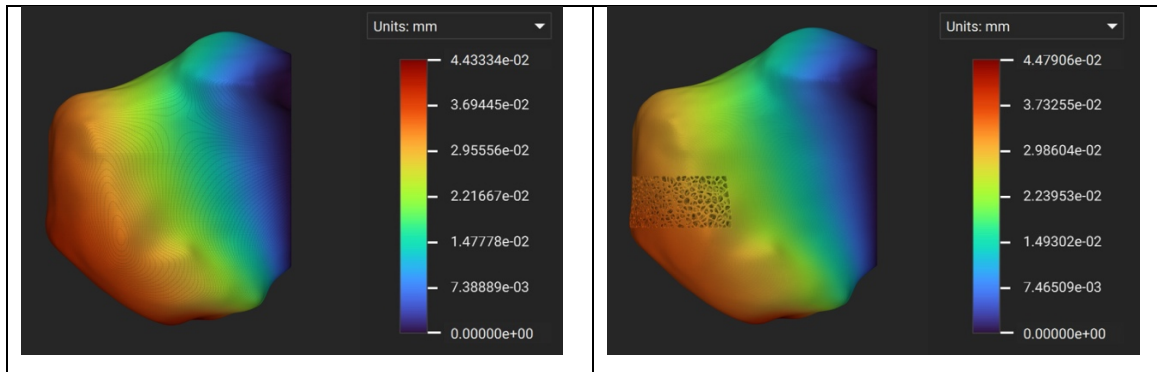 Units: mm
4.43334e-02
3.69445e-02
2.95556e-02
2.21667e-02
1.47778e-02
7.38889e-03
0.00000e+00
Units: mm
4.47906e-02
3.73255e-02
2.98604e-02
2.23953e-02
1.49302e-02
7.46509e-03
0.00000e+00